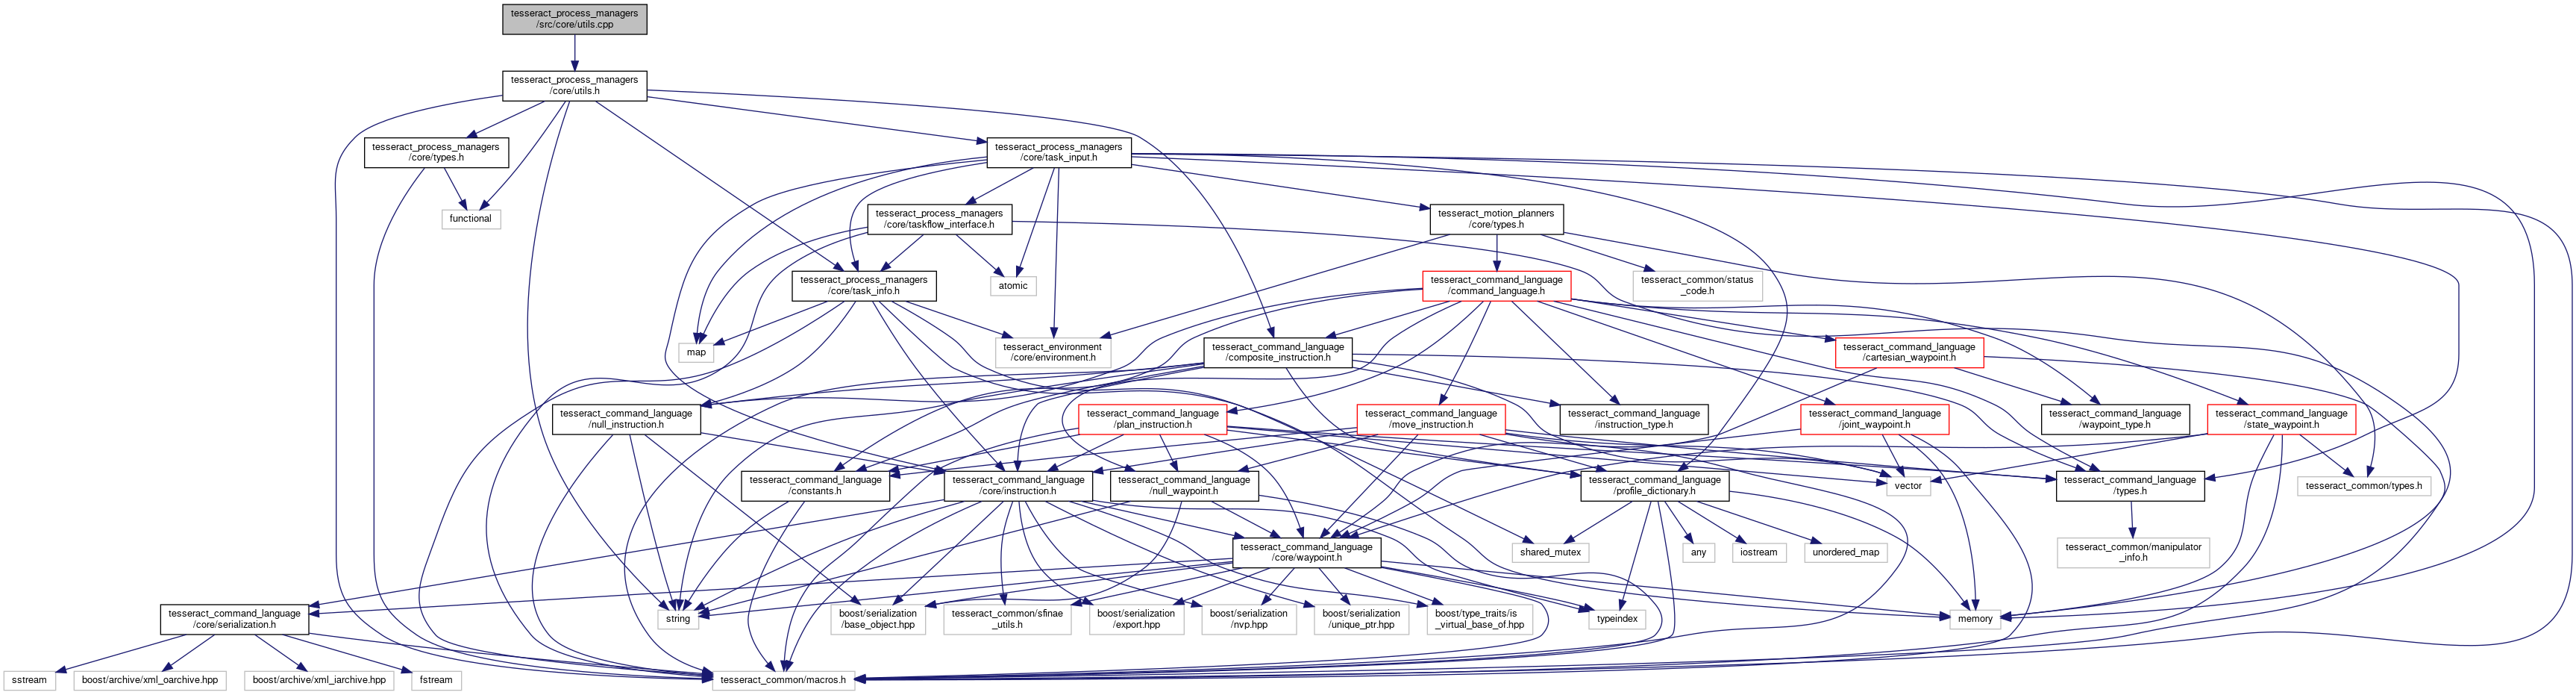 tesseract_process_managers
/src/core/utils.cpp
tesseract_process_managers
/core/utils.h
tesseract_process_managers
/core/types.h
tesseract_process_managers
/core/task_input.h
functional
tesseract_process_managers
/core/taskflow_interface.h
tesseract_motion_planners
/core/types.h
tesseract_process_managers
/core/task_info.h
atomic
tesseract_command_language
/command_language.h
tesseract_common/status
_code.h
map
tesseract_environment
/core/environment.h
tesseract_command_language
/composite_instruction.h
tesseract_command_language
/cartesian_waypoint.h
tesseract_command_language
/null_instruction.h
tesseract_command_language
/plan_instruction.h
tesseract_command_language
/move_instruction.h
tesseract_command_language
/instruction_type.h
tesseract_command_language
/joint_waypoint.h
tesseract_command_language
/waypoint_type.h
tesseract_command_language
/state_waypoint.h
tesseract_command_language
/constants.h
tesseract_command_language
/core/instruction.h
tesseract_command_language
/null_waypoint.h
tesseract_command_language
/profile_dictionary.h
vector
tesseract_command_language
/types.h
tesseract_common/types.h
tesseract_command_language
/core/waypoint.h
shared_mutex
any
iostream
unordered_map
tesseract_common/manipulator
_info.h
tesseract_command_language
/core/serialization.h
string
boost/serialization
/base_object.hpp
tesseract_common/sfinae
_utils.h
boost/serialization
/export.hpp
boost/serialization
/nvp.hpp
boost/serialization
/unique_ptr.hpp
boost/type_traits/is
_virtual_base_of.hpp
typeindex
memory
sstream
boost/archive/xml_oarchive.hpp
boost/archive/xml_iarchive.hpp
fstream
tesseract_common/macros.h